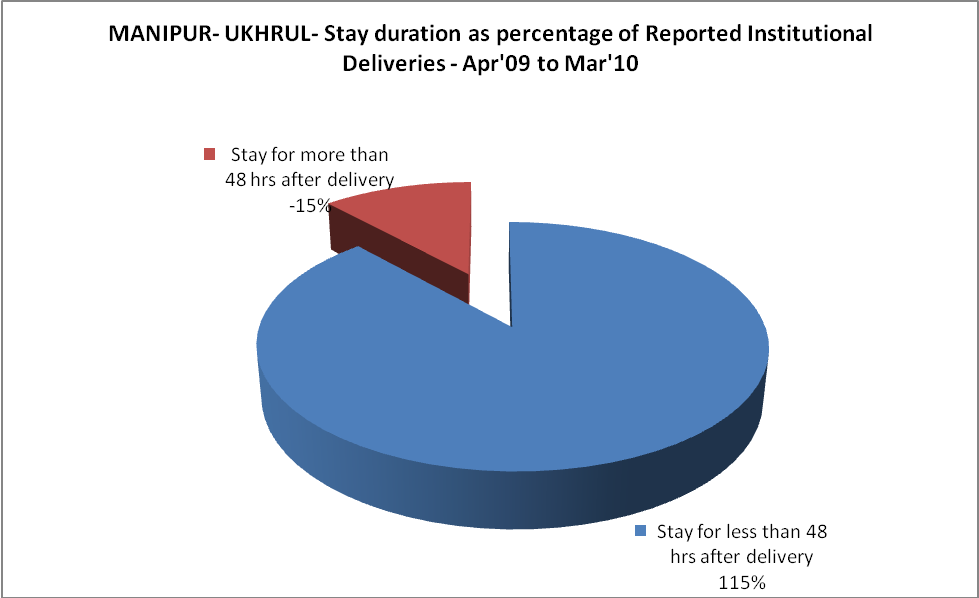 MANIPUR- UKHRUL- Stay duration as percentage of Reported Institutional
Deliveries - Apr'09 to Mar'10
Stay for more than
48 hrs after delivery
-15%
Stay for less than 48
hrs after delivery
115%